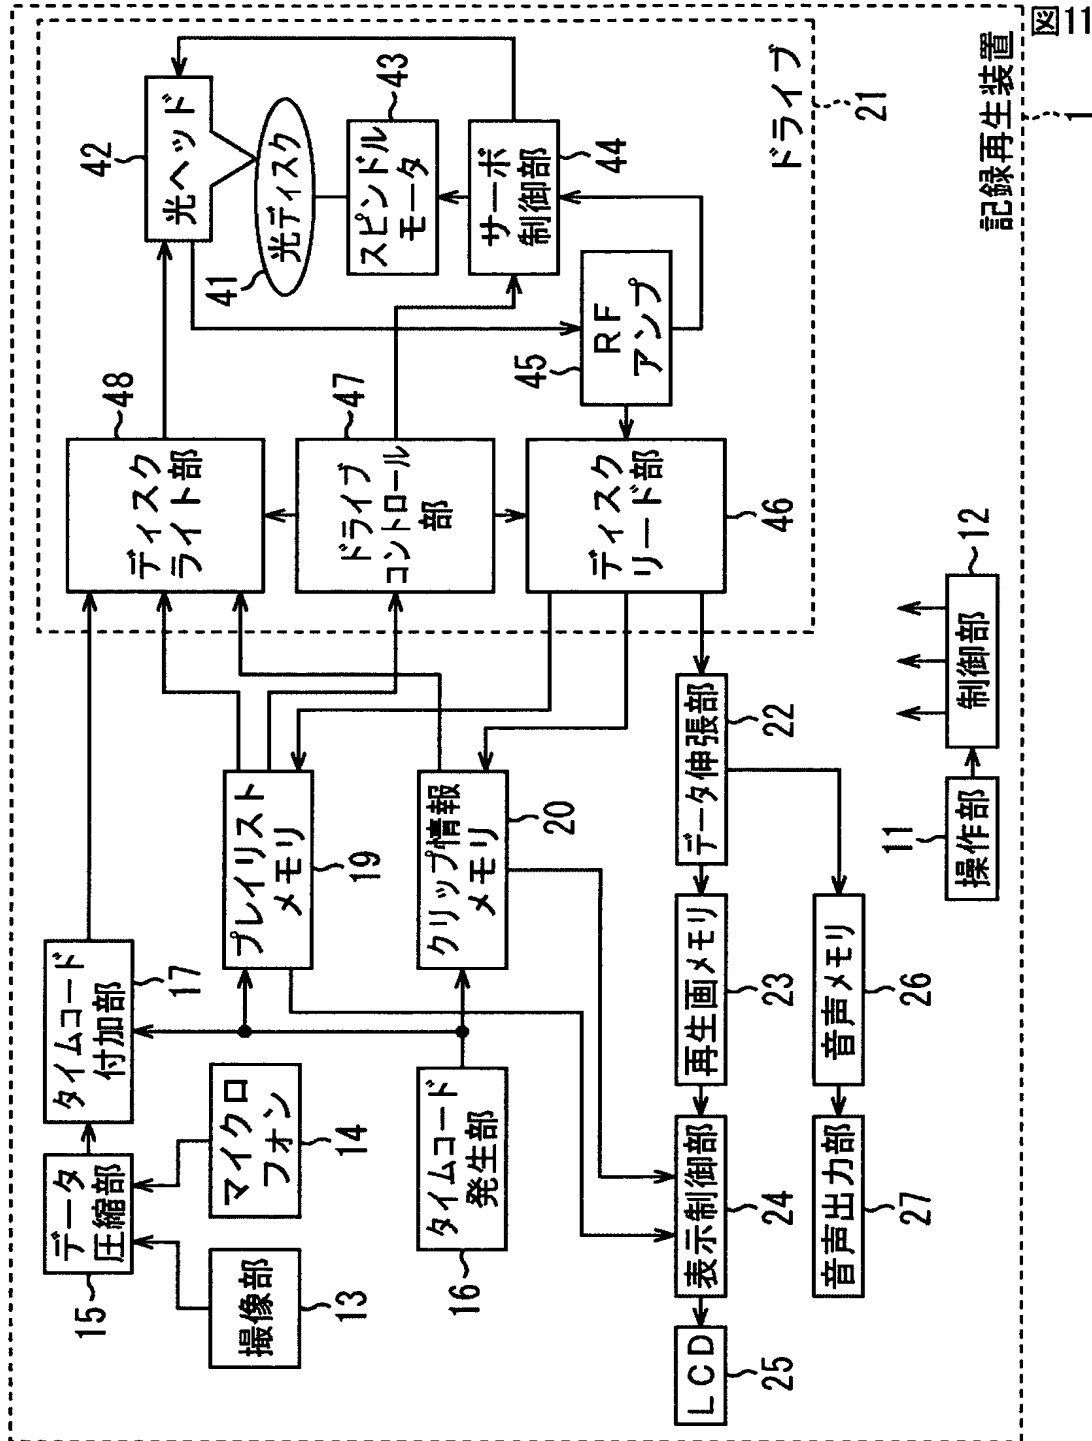 図11
記録再生装置
1
ドライブ
21
光ヘッド
42
光ディスク
41
スピンドル
モータ
43
サーボ
制御部
44
RF
アンプ
45
ディスク
ライト部
48
ドライブ
コントロール
部
47
ディスク
リード部
46
撮像部
13
マイクロ
フォン
14
データ
圧縮部
15
タイムコード
付加部
17
タイムコード
発生部
16
プレイリスト
メモリ
19
クリップ情報
メモリ
20
データ伸張部
22
再生画メモリ
23
表示制御部
24
LCD
25
音声メモリ
26
音声出力部
27
操作部
11
制御部
12